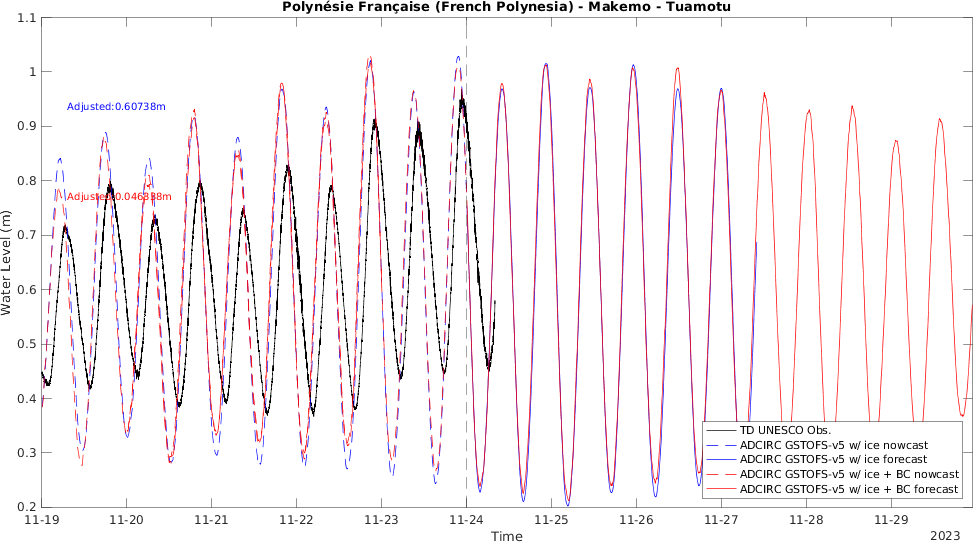 Polynésie Française (French Polynesia) - Makemo - Tuamotu
1.1
1
0.9
0.8
0.7
0.6
0.5
0.4
0.3
0.2
Water Level (m)
Adjusted:0.60738m
Adjusted:0.046838m
TD UNESCO Obs.
ADCIRC GSTOFS-v5 w/ ice nowcast
ADCIRC GSTOFS-v5 w/ ice forecast
ADCIRC GSTOFS-v5 w/ ice + BC nowcast
ADCIRC GSTOFS-v5 w/ ice + BC forecast
11-19 11-20 11-21 11-22 11-23 11-24 11-25 11-26 11-27 11-28 11-29
Time
2023